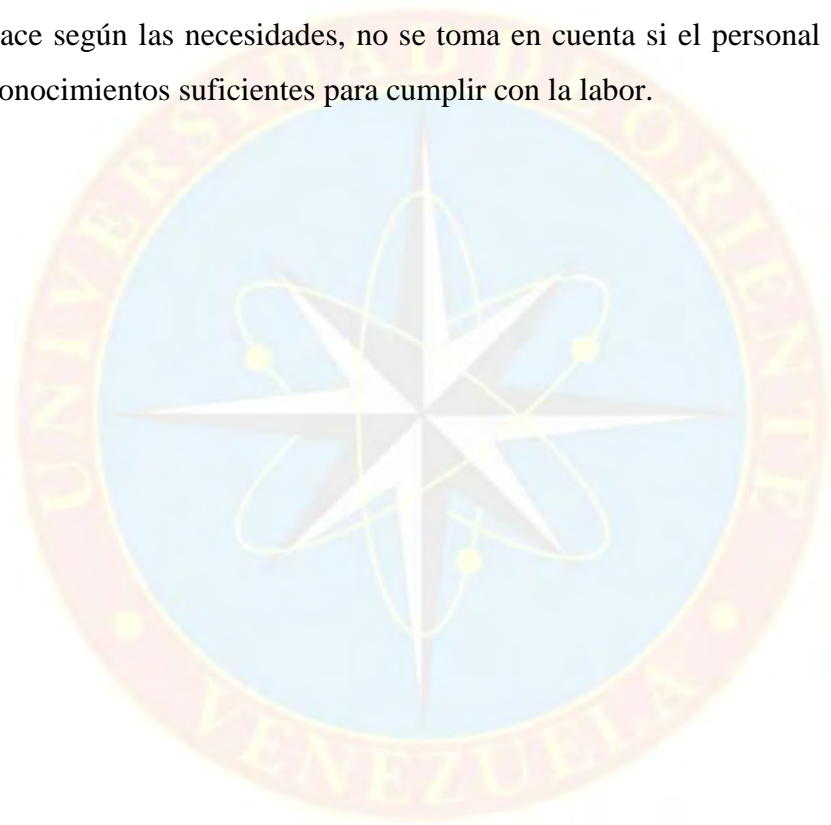 ace según las necesidades, no se toma en cuenta si el personal
onocimientos suficientes para cumplir con la labor.
UNIVERSIDAD DE ORIENTE
VENEZUELA